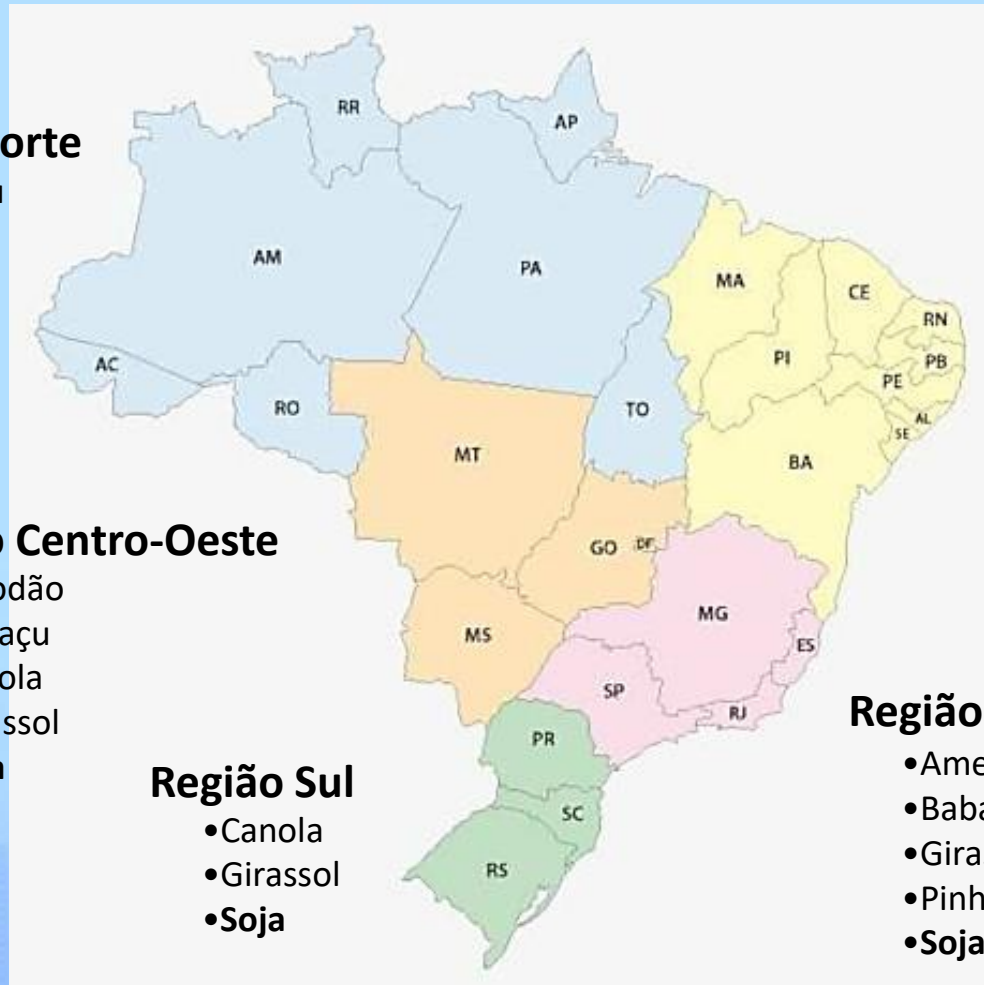 RR
AP
orte
AM
PA
MA
CE
RN
AC
PI
PB
PE
RO
TO
AL
SE
MT
BA
Centro-Oeste
odão
açu
ola
ssol
GO
DF
MG
MS
ES
SP
RJ
PR
SC
RS
Região Sul
•Canola
•Girassol
•Soja
Região
•Ame
•Baba
•Gira
•Pinh
•Soja